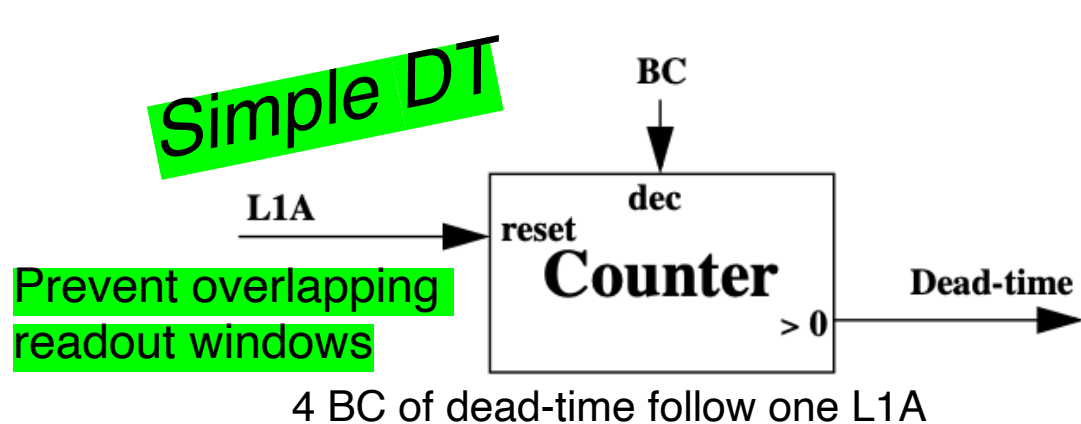 Simple DT
BC
dec
L1A
reset
Counter
Prevent overlapping
readout windows
Dead-time
> 0
4 BC of dead-time follow one L1A